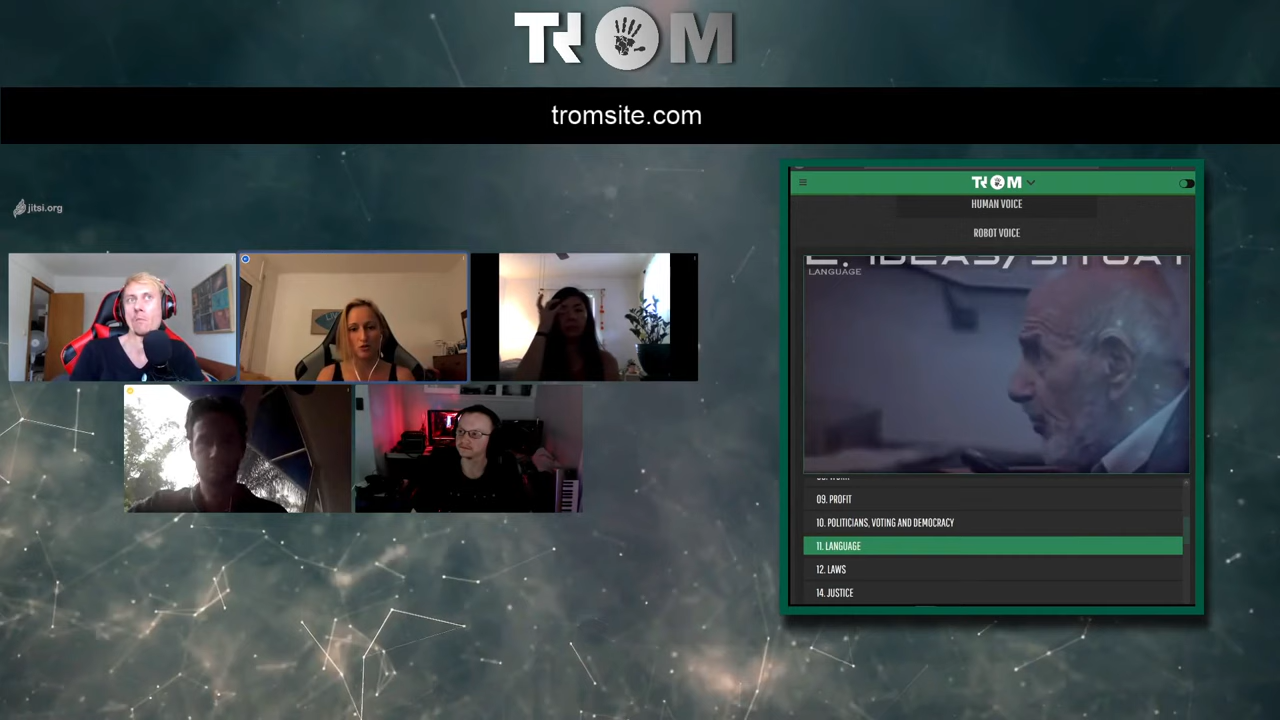 TROM
tromsite.com
jitsi.org
TROM
HUMAN VOICE
ROBOT VOICE
LANGUAGE
09. PROFIT
10. POLITICIANS, VOTING AND DEMOCRACY
11. LANGUAGE
12. LAWS
14. JUSTICE